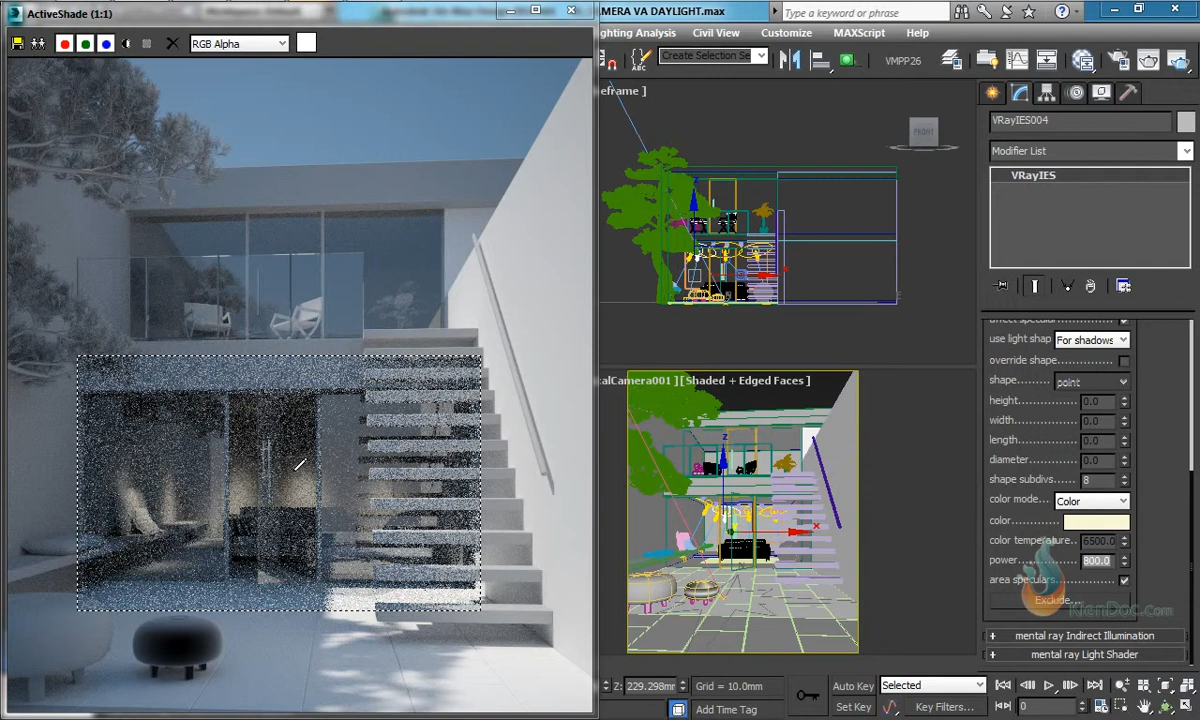 ActiveShade (1:1)
RGB Alpha
MERA VA DAYLIGHT.max
Type a keyword or phrase
ghting Analysis Civil View Customize MAXScript Help
ABC
Create Selection Se
VMPP26
eframe ]
FRONT
talCamera001 ] [ Shaded + Edged Faces ]
z
x
VRayIES004
Modifier List
VRayIES
use light shap For shadows
override shape
shape point
height 0.0
width 0.0
length 0.0
diameter 0.0
shape subdivs 8
color mode Color
color
color temperature 6500.0
power 800.0
area speculars
Exclude...
KienDoc.Com
+ mental ray Indirect Illumination
+ mental ray Light Shader
Z: 229.298mm Grid = 10.0mm Auto Key Selected
Add Time Tag Set Key Key Filters... 0